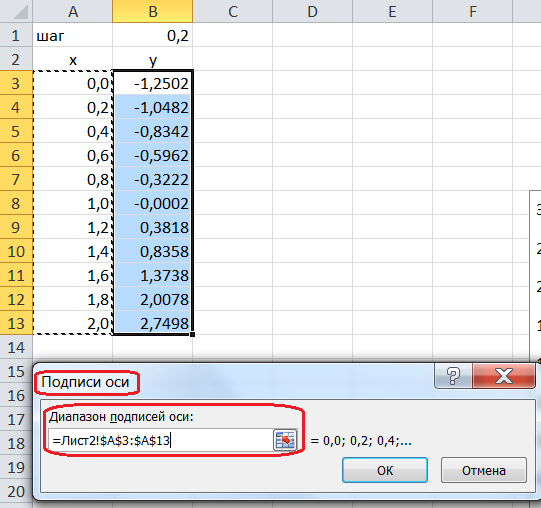 A B C D E F
1 шаг 0,2
2 x y
3 0,0 -1,2502
4 0,2 -1,0482
5 0,4 -0,8342
6 0,6 -0,5962
7 0,8 -0,3222
8 1,0 -0,0002
9 1,2 0,3818
10 1,4 0,8358
11 1,6 1,3738
12 1,8 2,0078
13 2,0 2,7498
14
15
Подписи оси
16
17 Диапазон подписей оси:
18 =Лист2!$A$3:$A$13 = 0,0; 0,2; 0,4;...
19 ОК Отмена
20
3
2
2
1